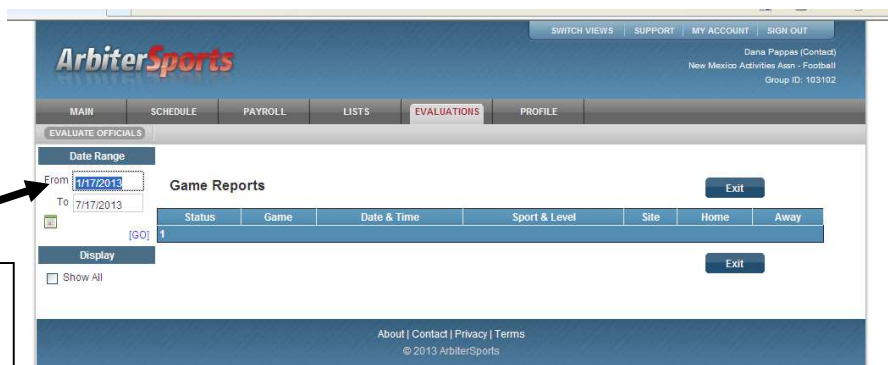 SWITCH VIEWS SUPPORT MY ACCOUNT SIGN OUT
ArbiterSports
Dana Pappas (Contact)
New Mexico Activities Assn - Football
Group ID: 103102
MAIN SCHEDULE PAYROLL LISTS EVALUATIONS PROFILE
EVALUATE OFFICIALS
Date Range
From 1/17/2013
To 7/17/2013
[GO]
Display
Show All
Game Reports
Exit
Status Game Date & Time Sport & Level Site Home Away
1
Exit
About | Contact | Privacy | Terms
© 2013 ArbiterSports